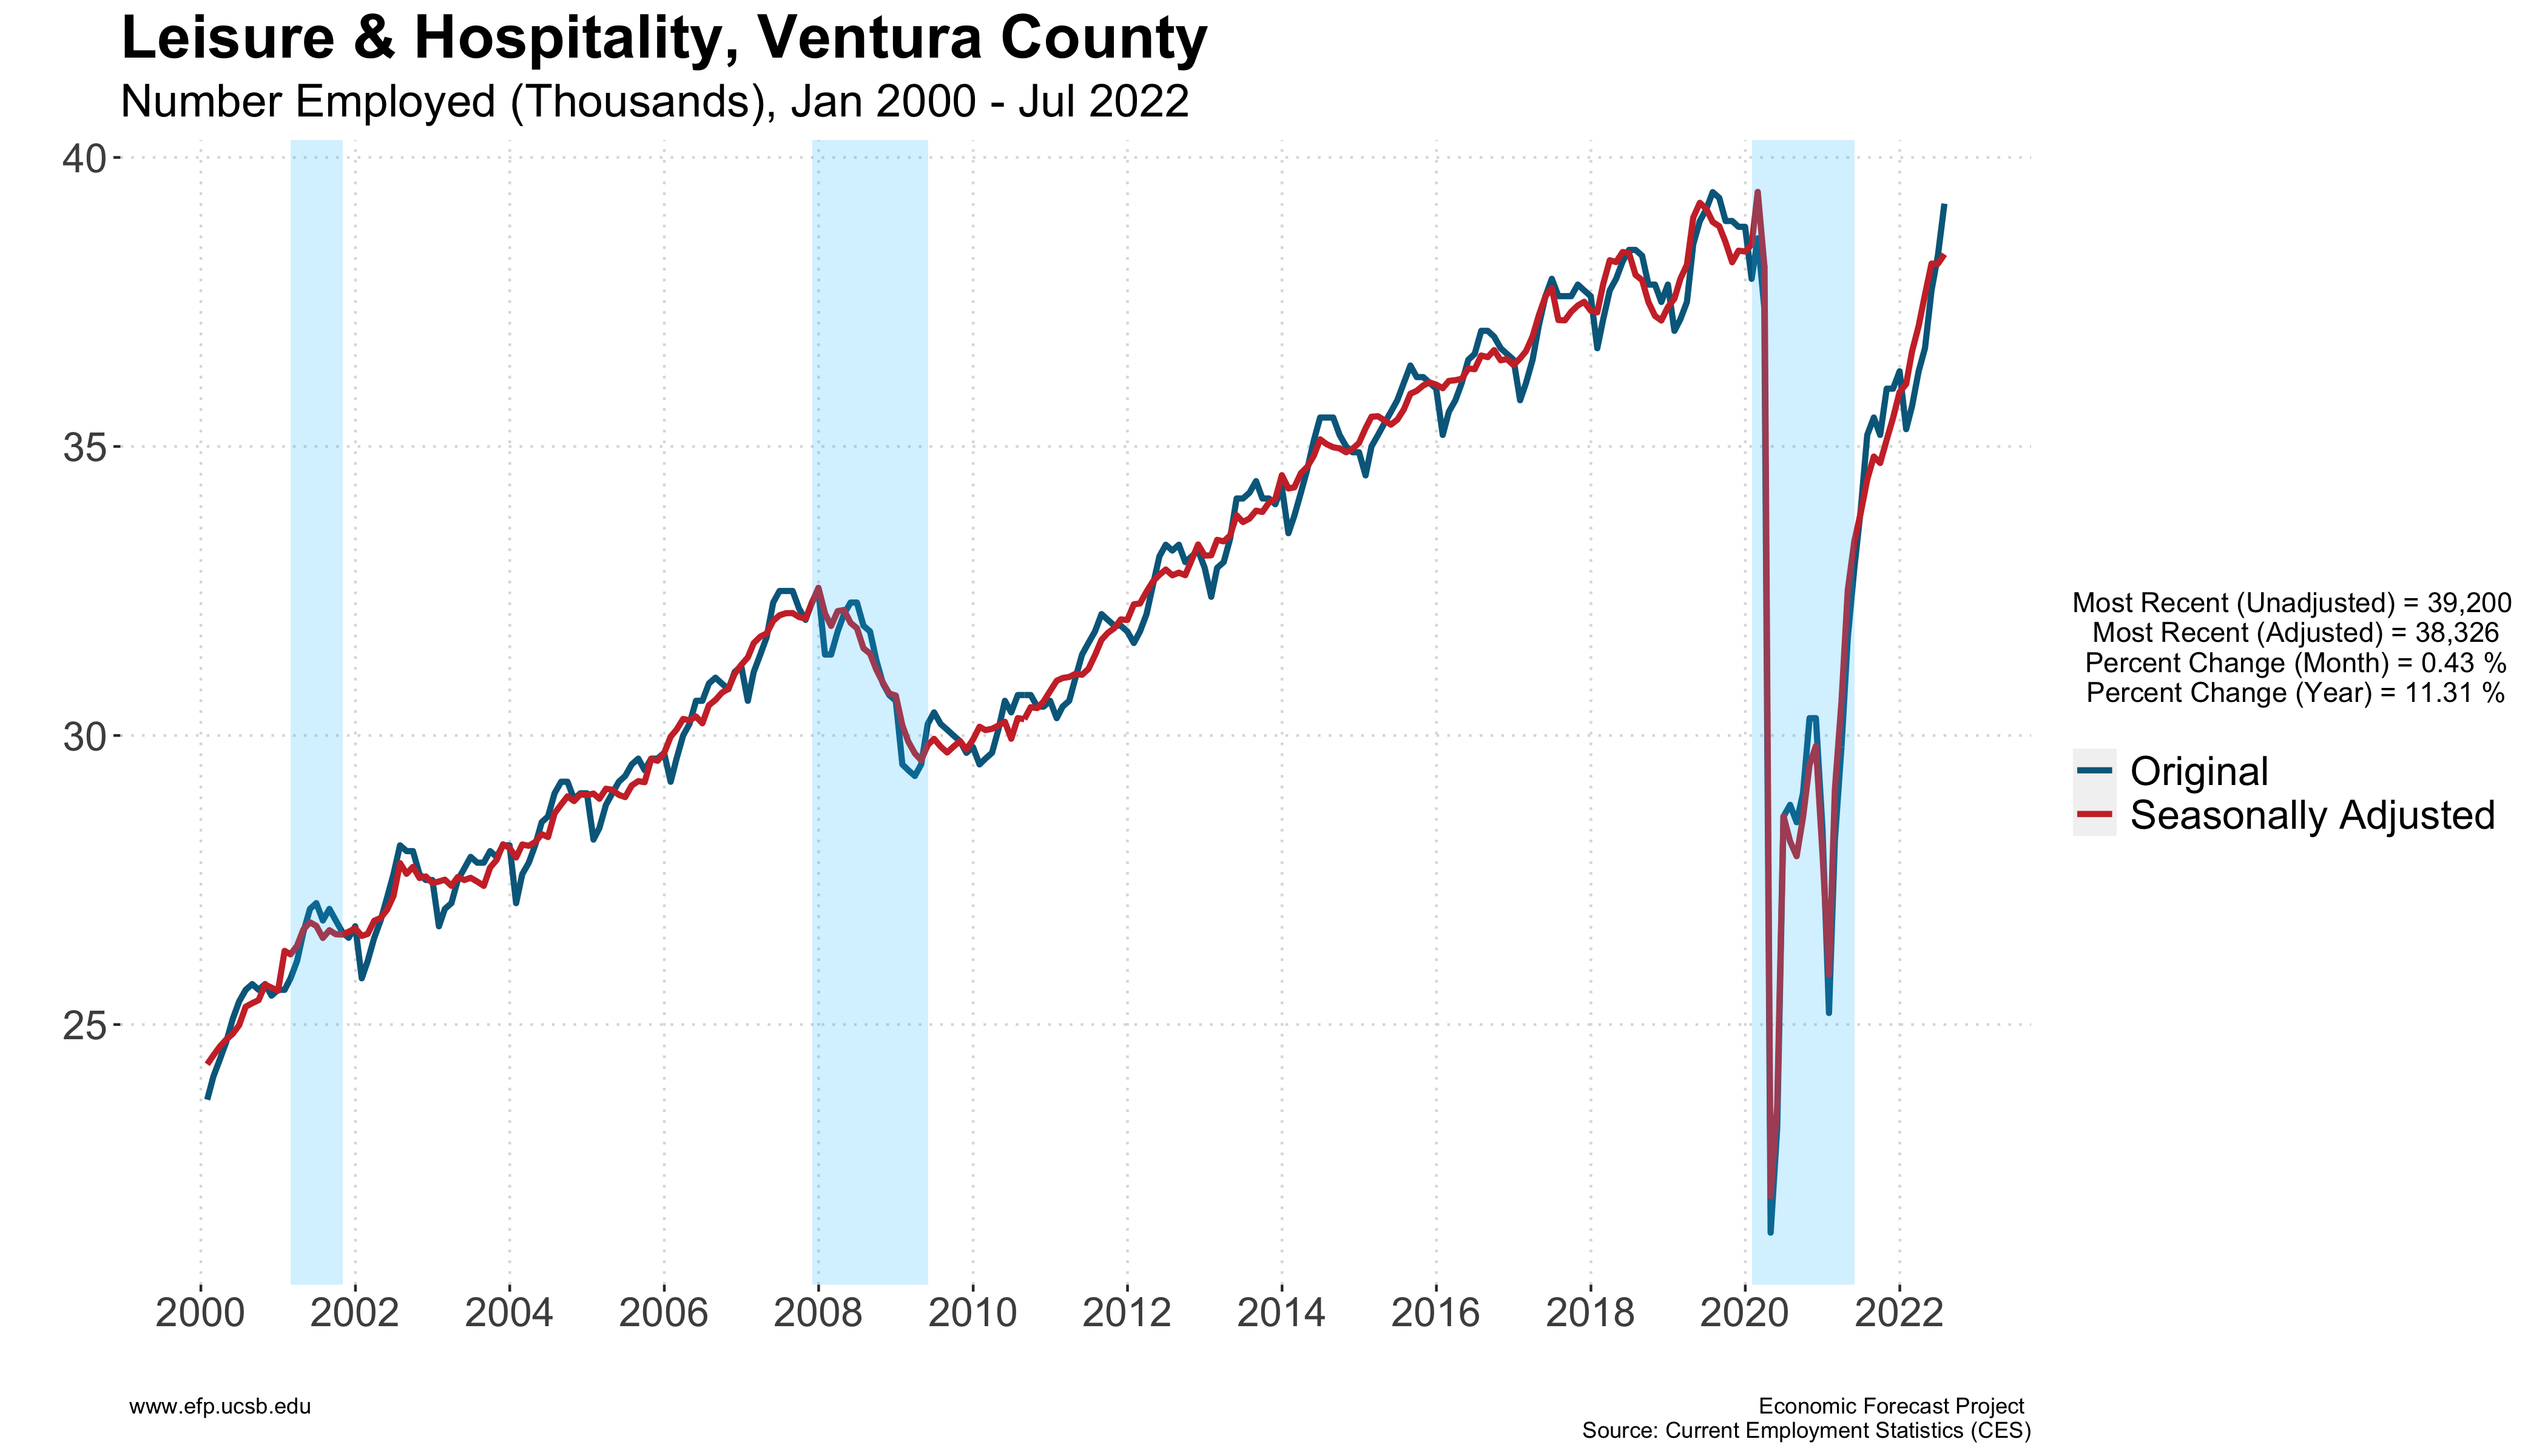 Leisure & Hospitality, Ventura County
Number Employed (Thousands), Jan 2000 - Jul 2022
40
35
30
25
2000 2002 2004 2006 2008 2010 2012 2014 2016 2018 2020 2022
Most Recent (Unadjusted) = 39,200
Most Recent (Adjusted) = 38,326
Percent Change (Month) = 0.43 %
Percent Change (Year) = 11.31 %
Original
Seasonally Adjusted
www.efp.ucsb.edu
Economic Forecast Project
Source: Current Employment Statistics (CES)